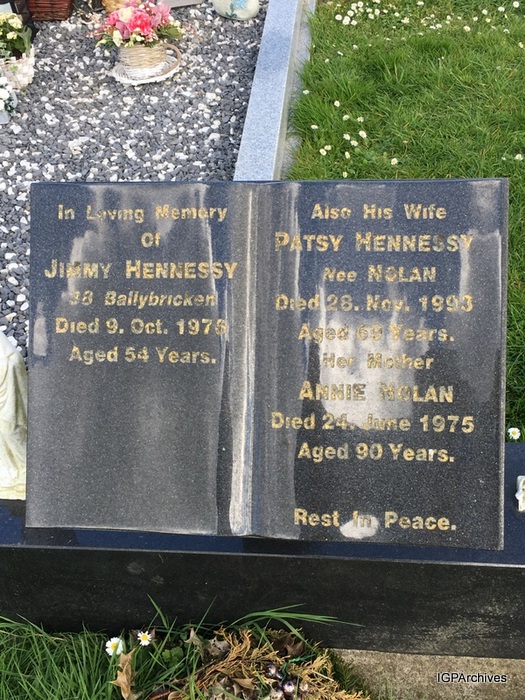 In Loving Memory
Of
JIMMY HENNESSY
38 Ballybricken
Died 9. Oct. 1976
Aged 54 Years.
Also His Wife
PATSY HENNESSY
Nee NOLAN
Died 28. Nov. 1993
Aged 69 Years.
Her Mother
ANNIE NOLAN
Died 24. June 1975
Aged 90 Years.
Rest In Peace.
IGPArchives